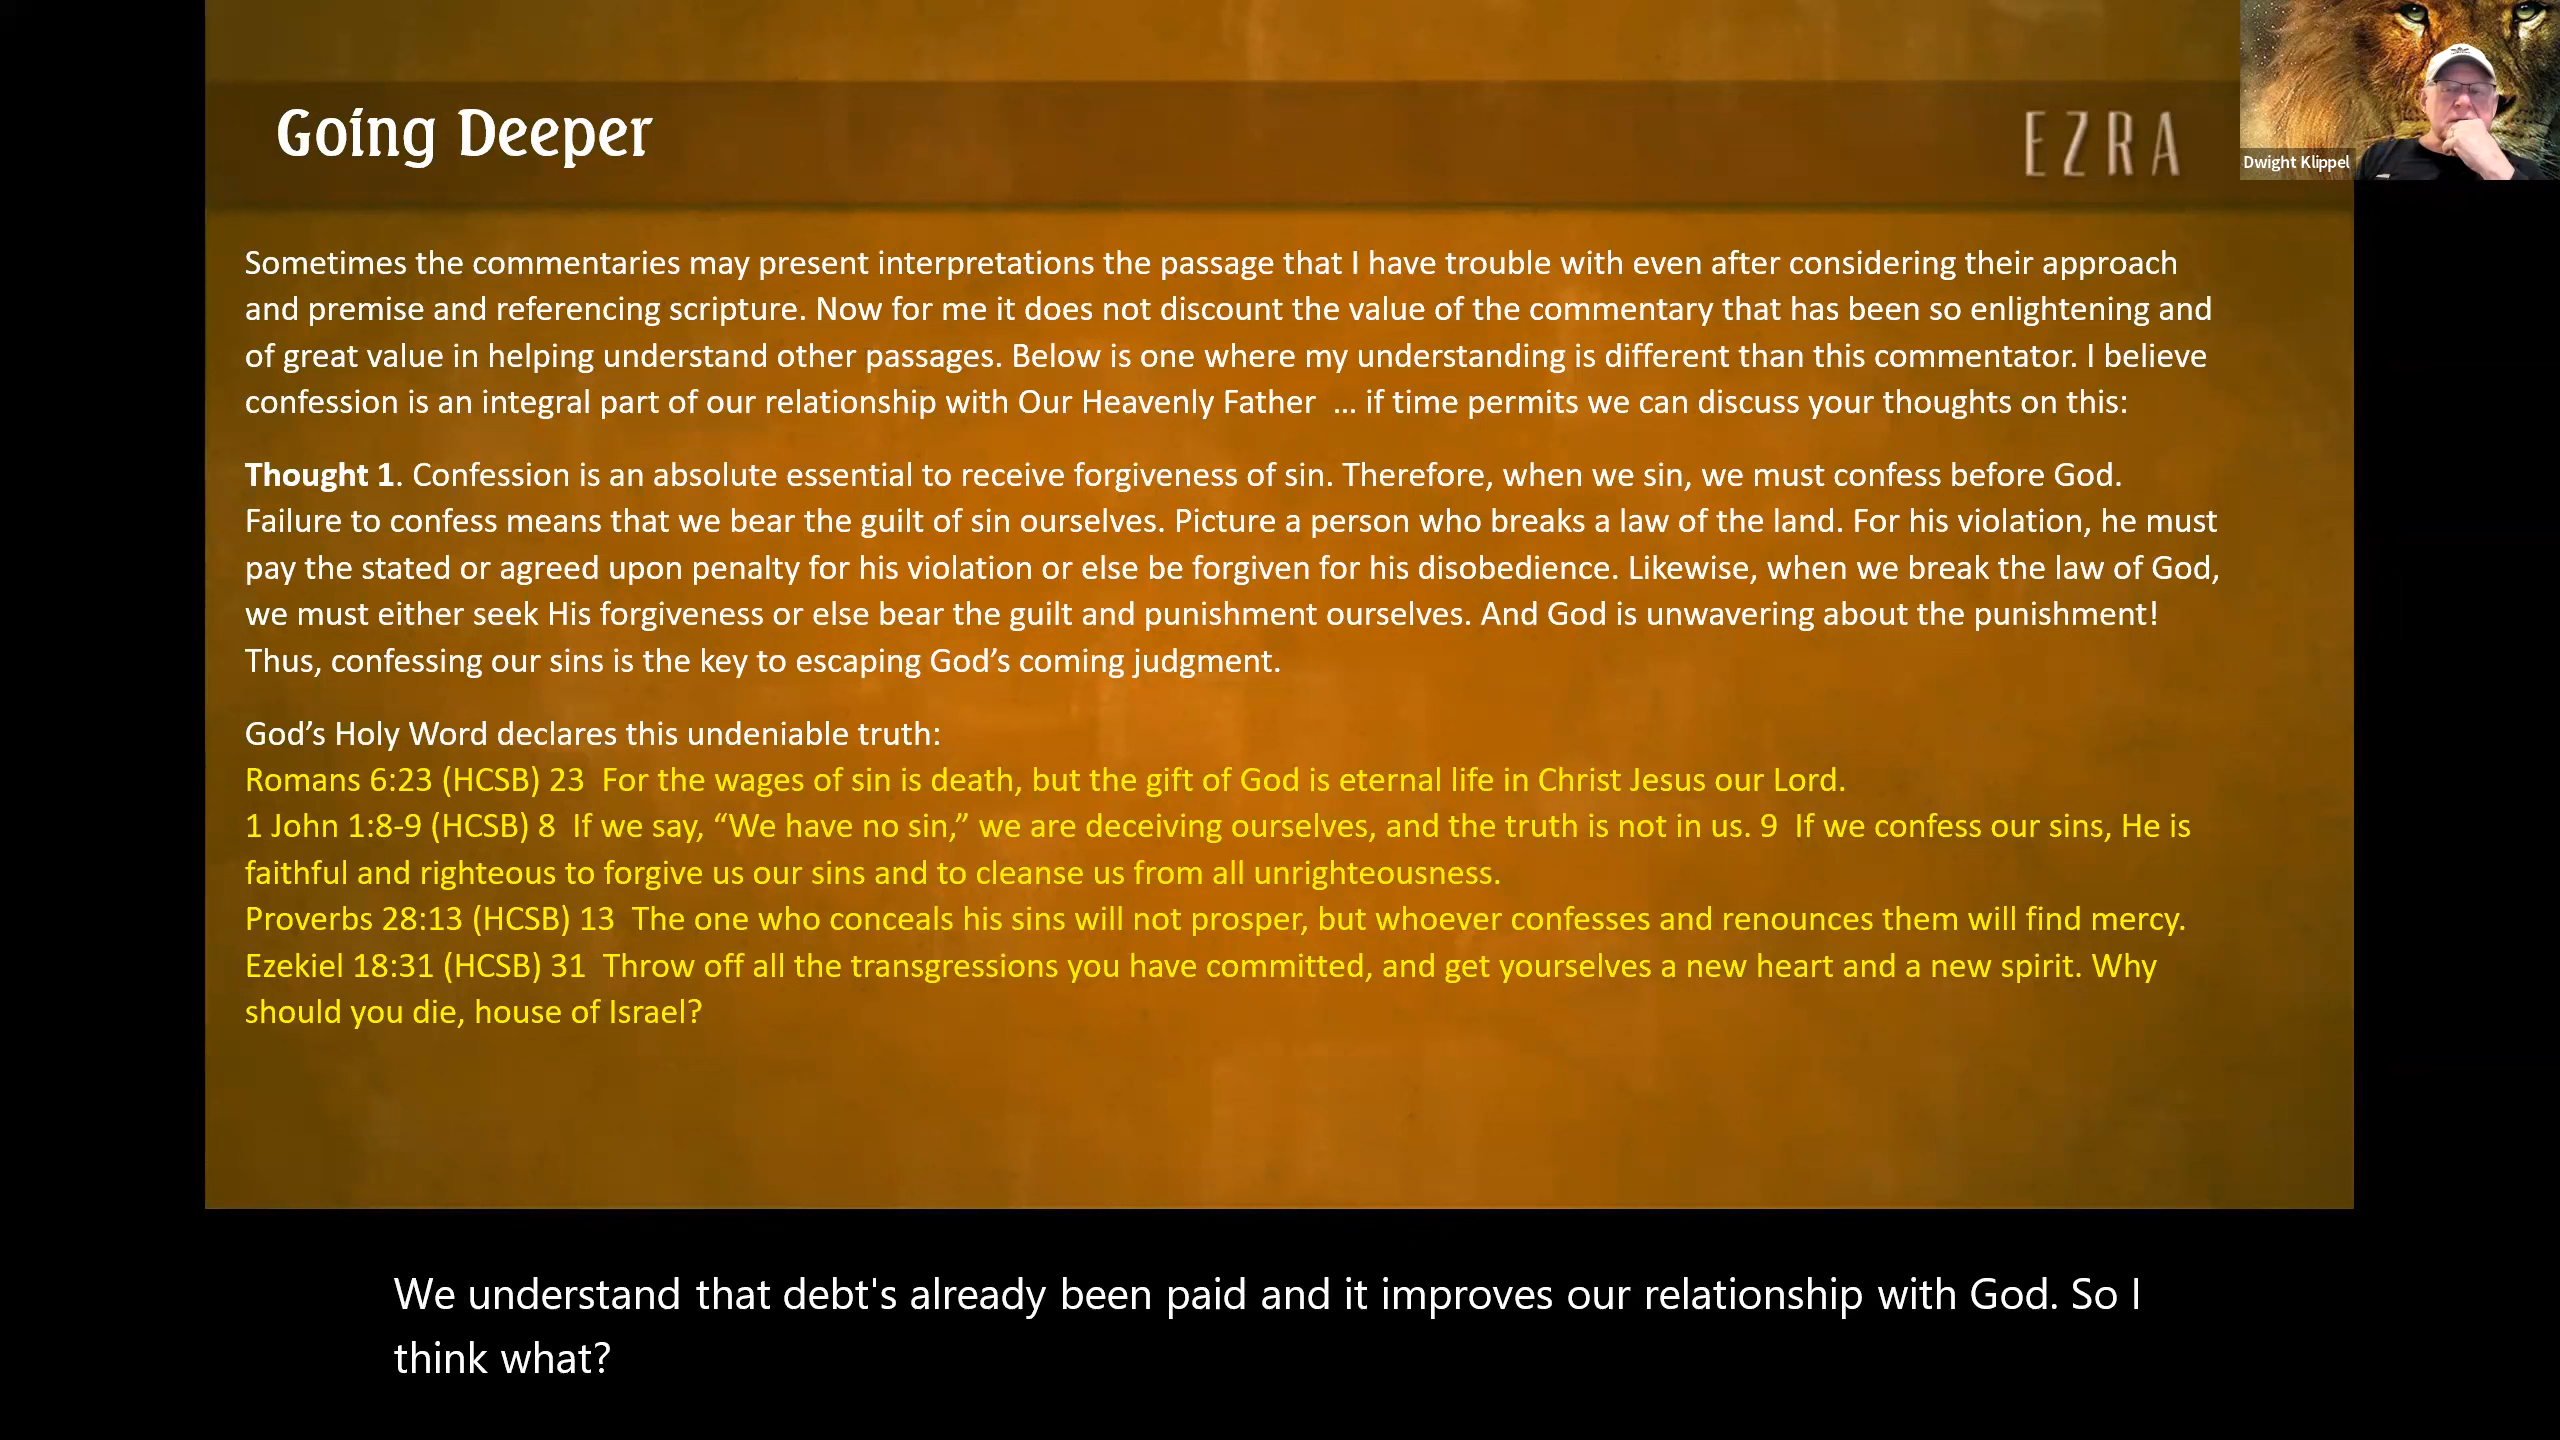 Going Deeper
EZRA
Dwight Klippel
Sometimes the commentaries may present interpretations the passage that I have trouble with even after considering their approach
and premise and referencing scripture. Now for me it does not discount the value of the commentary that has been so enlightening and
of great value in helping understand other passages. Below is one where my understanding is different than this commentator. I believe
confession is an integral part of our relationship with Our Heavenly Father ... if time permits we can discuss your thoughts on this:
Thought 1. Confession is an absolute essential to receive forgiveness of sin. Therefore, when we sin, we must confess before God.
Failure to confess means that we bear the guilt of sin ourselves. Picture a person who breaks a law of the land. For his violation, he must
pay the stated or agreed upon penalty for his violation or else be forgiven for his disobedience. Likewise, when we break the law of God,
we must either seek His forgiveness or else bear the guilt and punishment ourselves. And God is unwavering about the punishment!
Thus, confessing our sins is the key to escaping God’s coming judgment.
God’s Holy Word declares this undeniable truth:
Romans 6:23 (HCSB) 23 For the wages of sin is death, but the gift of God is eternal life in Christ Jesus our Lord.
1 John 1:8-9 (HCSB) 8 If we say, “We have no sin,” we are deceiving ourselves, and the truth is not in us. 9 If we confess our sins, He is
faithful and righteous to forgive us our sins and to cleanse us from all unrighteousness.
Proverbs 28:13 (HCSB) 13 The one who conceals his sins will not prosper, but whoever confesses and renounces them will find mercy.
Ezekiel 18:31 (HCSB) 31 Throw off all the transgressions you have committed, and get yourselves a new heart and a new spirit. Why
should you die, house of Israel?
We understand that debt's already been paid and it improves our relationship with God. So I
think what?